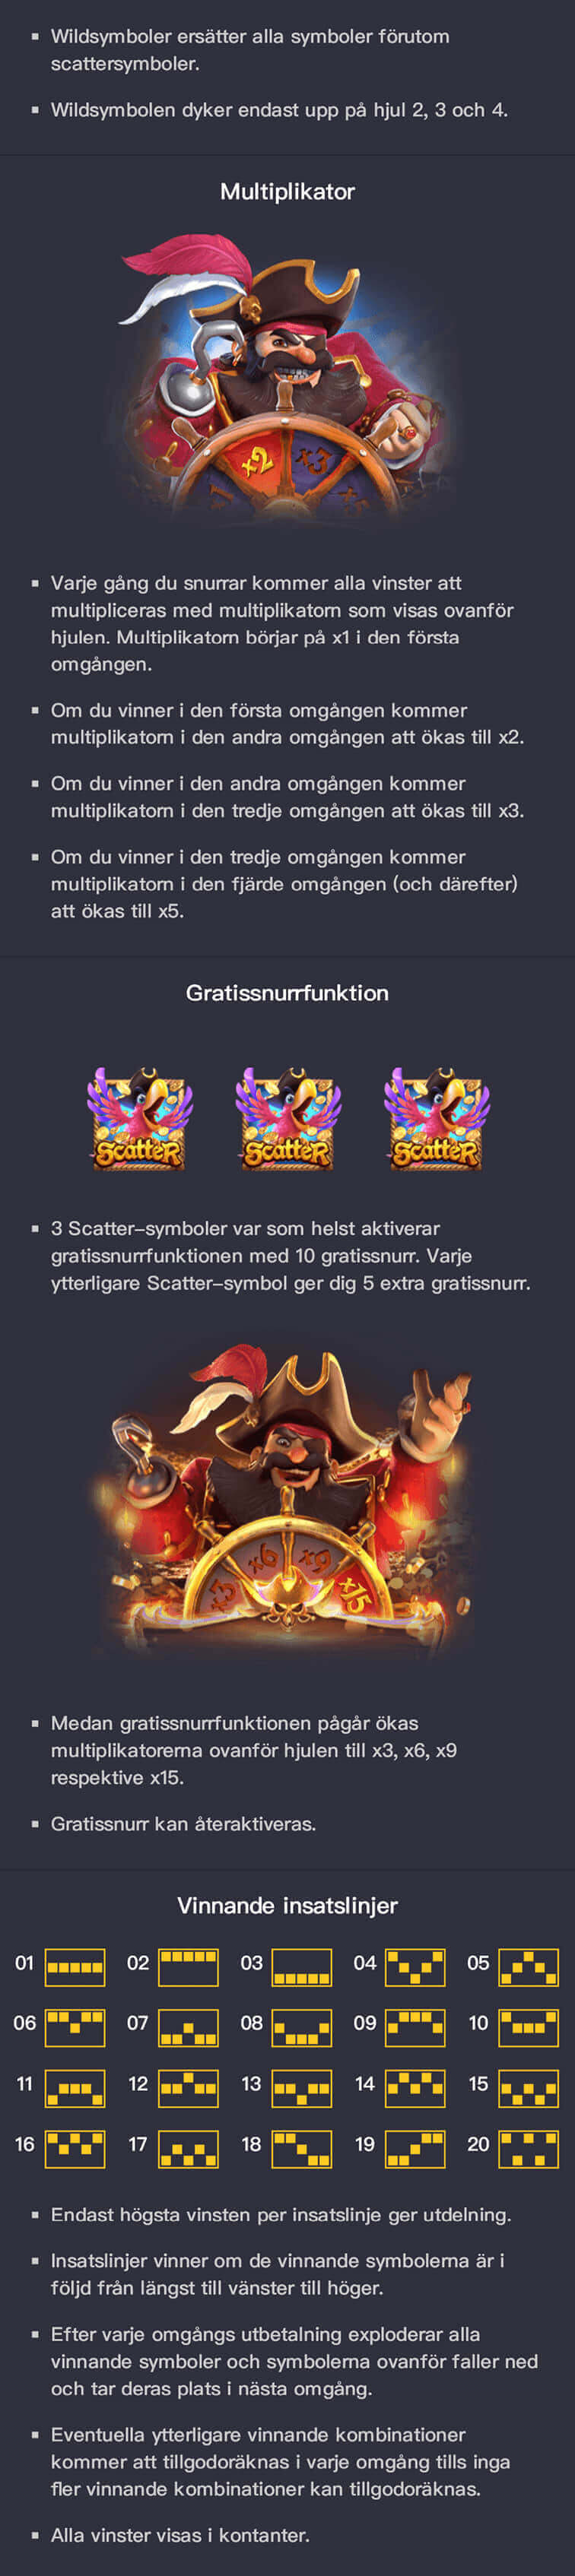 Wildsymboler ersätter alla symboler förutom
scattersymboler.
Wildsymbolen dyker endast upp på hjul 2, 3 och 4.
Multiplikator
x2 x3
Varje gång du snurrar kommer alla vinster att
multipliceras med multiplikatorn som visas ovanför
hjulen. Multiplikatorn börjar på x1 i den första
omgången.
Om du vinner i den första omgången kommer
multiplikatorn i den andra omgången att ökas till x2.
Om du vinner i den andra omgången kommer
multiplikatorn i den tredje omgången att ökas till x3.
Om du vinner i den tredje omgången kommer
multiplikatorn i den fjärde omgången (och därefter)
att ökas till x5.
Gratissnurrfunktion
Scatter Scatter Scatter
3 Scatter-symboler var som helst aktiverar
gratissnurrfunktionen med 10 gratissnurr. Varje
ytterligare Scatter-symbol ger dig 5 extra gratissnurr.
x3 x6 x9 x15
Medan gratissnurrfunktionen pågår ökas
multiplikatorerna ovanför hjulen till x3, x6, x9
respektive x15.
Gratissnurr kan återaktiveras.
Vinnande insatslinjer
01 02 03 04 05
06 07 08 09 10
11 12 13 14 15
16 17 18 19 20
Endast högsta vinsten per insatslinje ger utdelning.
Insatslinjer vinner om de vinnande symbolerna är i
följd från längst till vänster till höger.
Efter varje omgångs utbetalning exploderar alla
vinnande symboler och symbolerna ovanför faller ned
och tar deras plats i nästa omgång.
Eventuella ytterligare vinnande kombinationer
kommer att tillgodoräknas i varje omgång tills inga
fler vinnande kombinationer kan tillgodoräknas.
Alla vinster visas i kontanter.